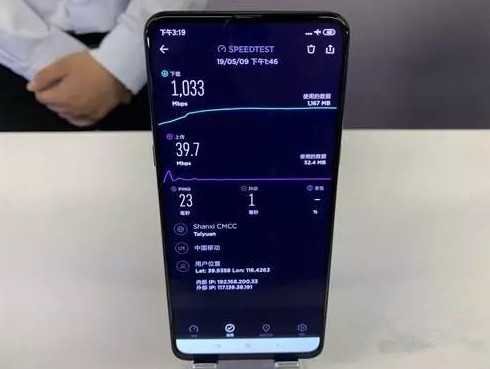 下午3:19
SPEEDTEST
19/05/09 下午1:46
下载
1,033
Mbps
使用的数据
1,167 MB
上传
39.7
Mbps
使用的数据
52.4 MB
PING
23
毫秒
抖动
1
毫秒
丢包
–
%
Shanxi CMCC
Taiyuan
LTE
中国移动
用户位置
Lat: 39.9358 Lon: 116.4263
内部 IP: 192.168.200.33
外部 IP: 117.136.38.191